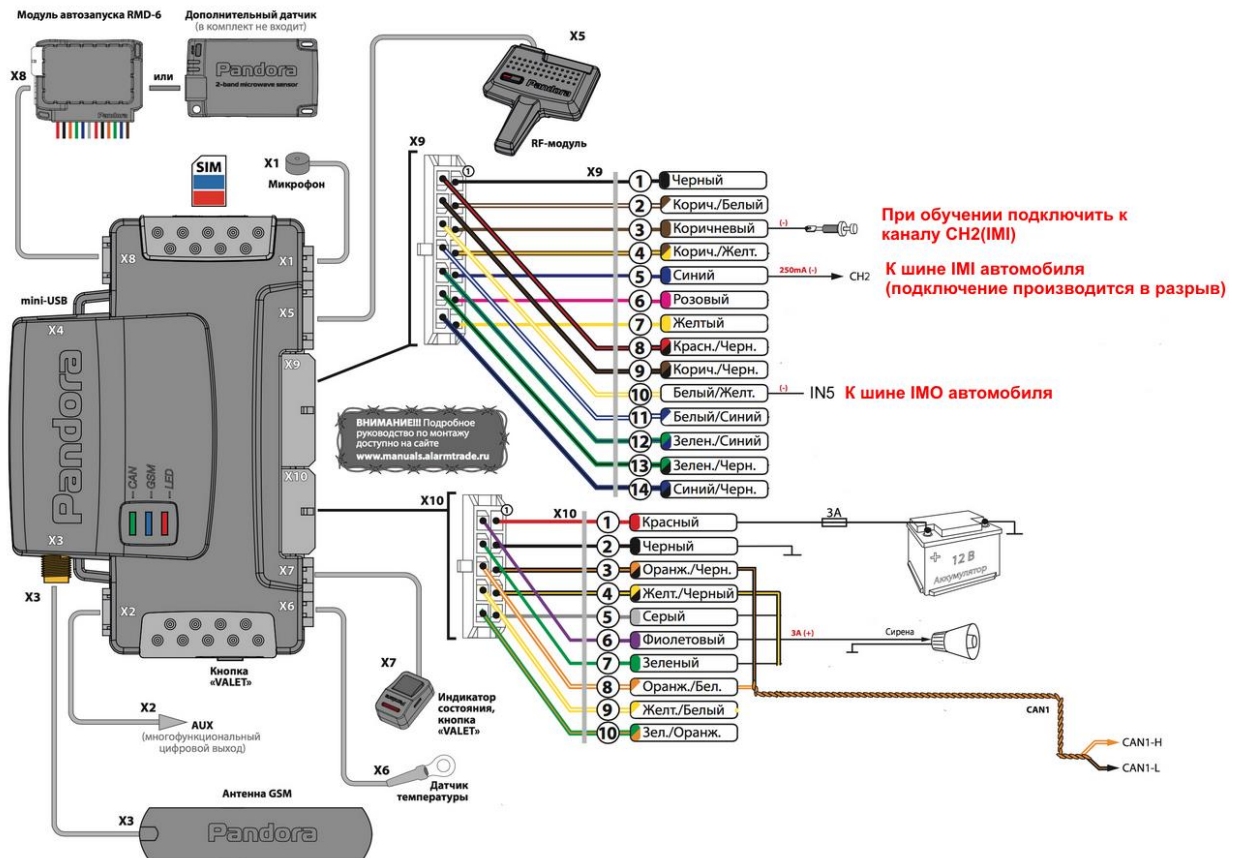 Модуль автозапуска RMD-6
Дополнительный датчик
(в комплект не входит)
X5
X8
или
Pandora
2-band microwave sensor
Pandora
Pandora
RF-модуль
SIM
X1
Микрофон
X9
1
X9
1 Черный
2 Корич./Белый
3 Коричневый
(-)
При обучении подключить к
каналу CH2(IMI)
4 Корич./Желт.
5 Синий
250mA (-)
CH2
К шине IMI автомобиля
(подключение производится в разрыв)
6 Розовый
7 Желтый
8 Красн./Черн.
9 Корич./Черн.
10 Белый/Желт.
(-)
IN5
К шине IMO автомобиля
11 Белый/Синий
12 Зелен./Синий
13 Зелен./Черн.
14 Синий/Черн.
X8
X1
mini-USB
X4
X5
X9
Pandora
CAN
GSM
LED
X10
X3
X7
X2
X6
ВНИМАНИЕ!!! Подробное
руководство по монтажу
доступно на сайте
www.manuals.alarmtrade.ru
X10
1
X10
1 Красный
3A
+ 12 В
Аккумулятор
2 Черный
3 Оранж./Черн.
4 Желт./Черный
5 Серый
6 Фиолетовый
3A (+)
Сирена
7 Зеленый
8 Оранж./Бел.
9 Желт./Белый
10 Зел./Оранж.
CAN1
CAN1-H
CAN1-L
X3
Кнопка
«VALET»
X2
AUX
(многофункциональный
цифровой выход)
X7
Индикатор
состояния,
кнопка
«VALET»
X6
Датчик
температуры
Антенна GSM
X3
Pandora